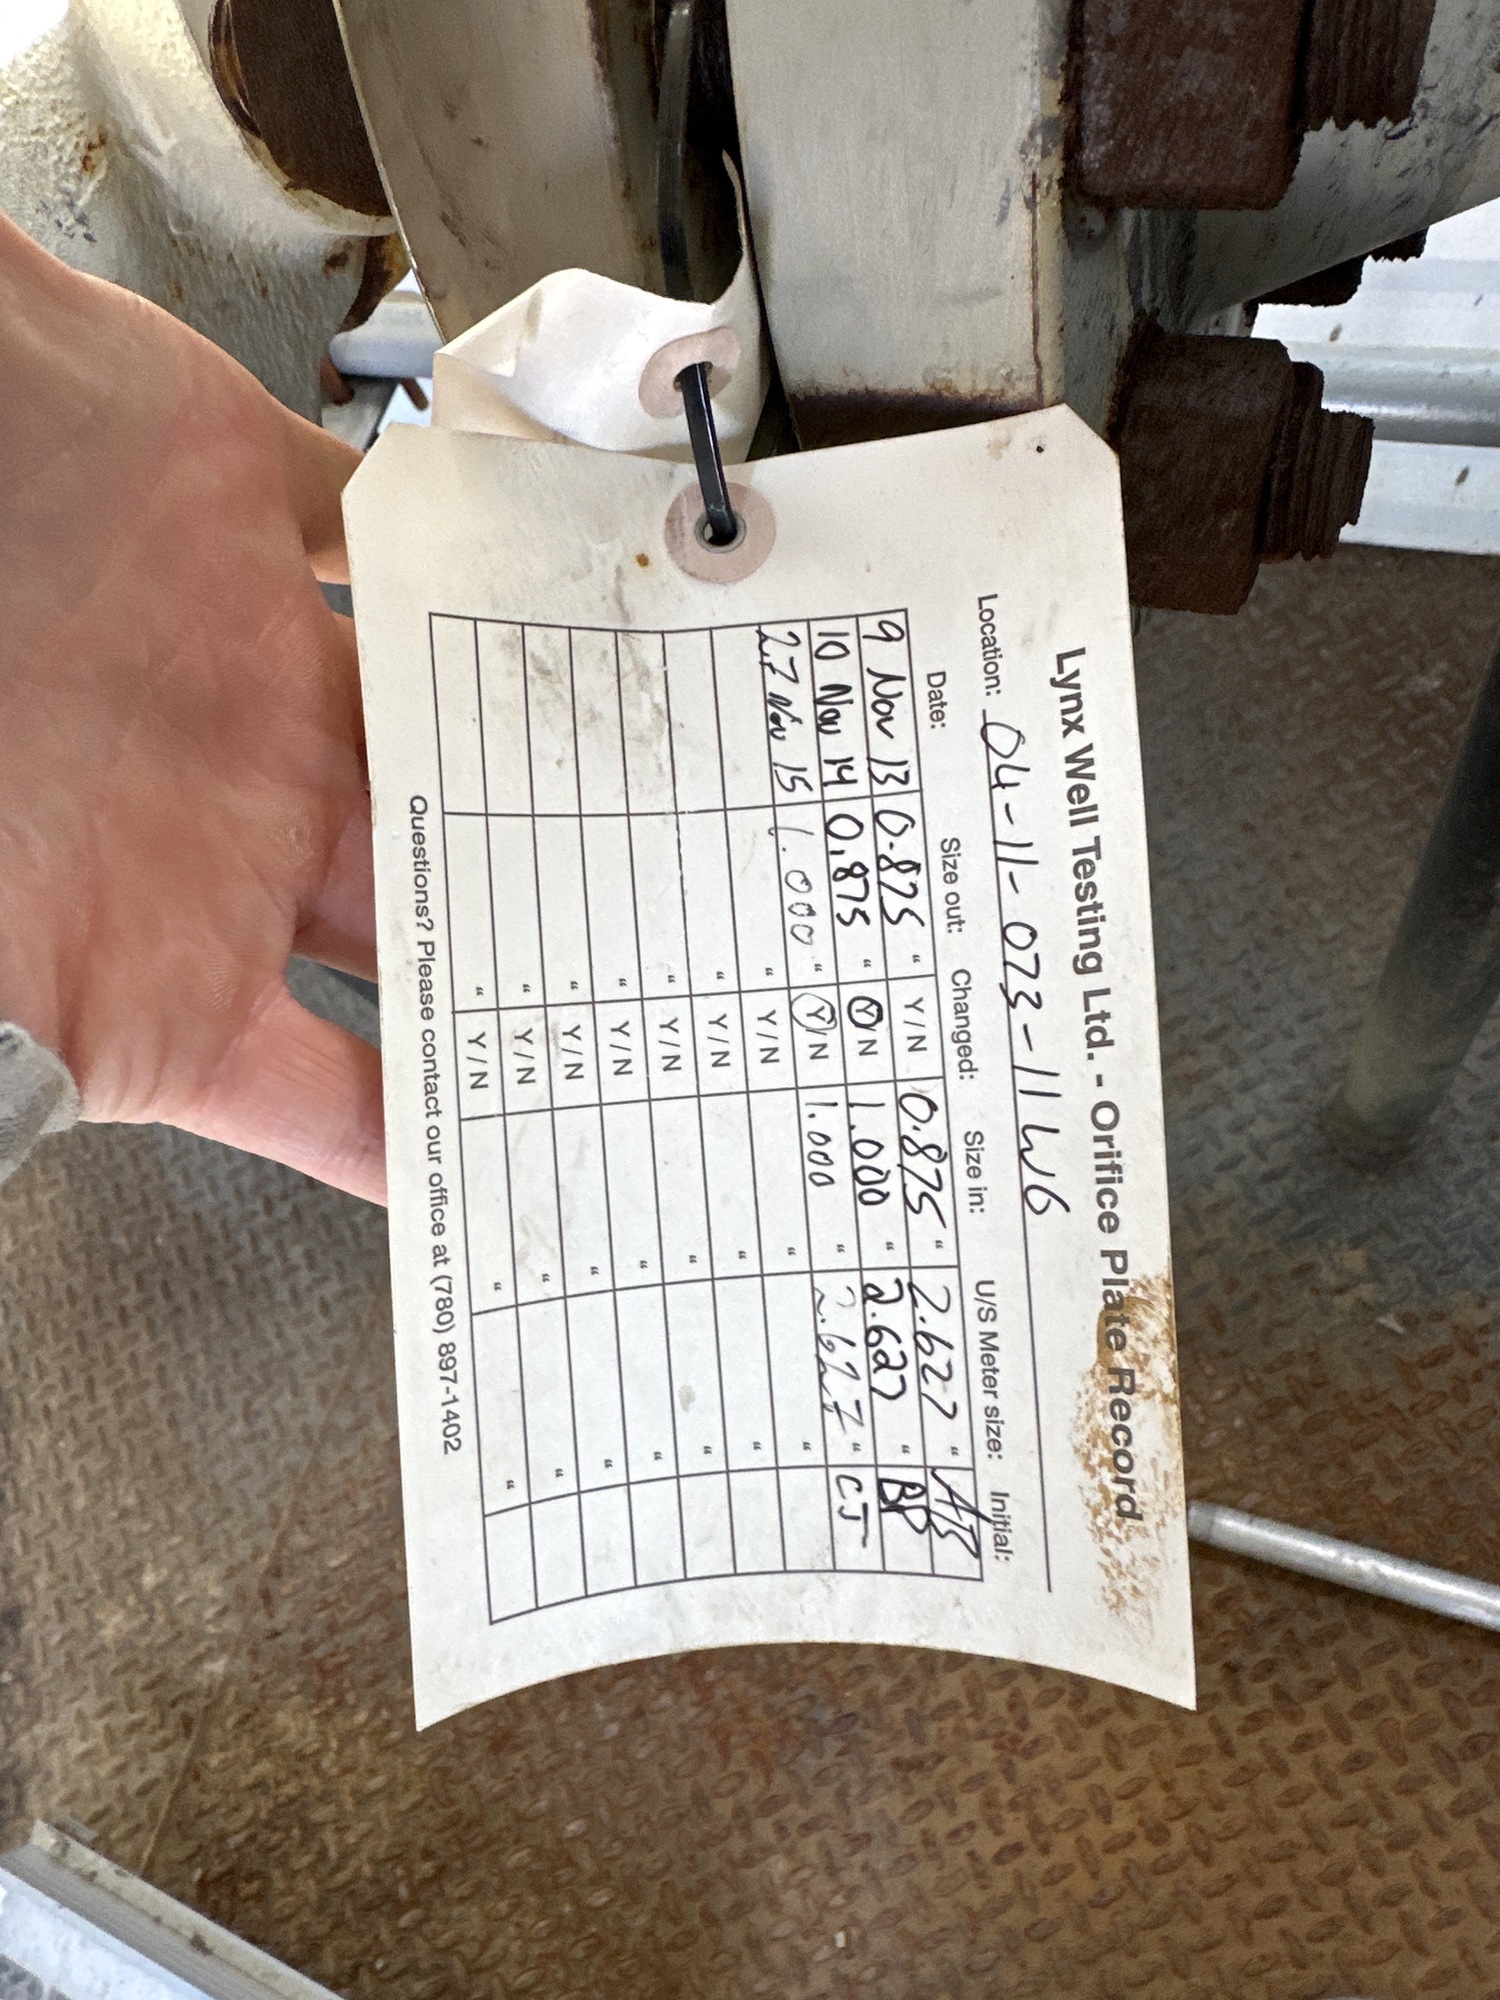 Lynx Well Testing Ltd. - Orifice Plate Record
Location: 04-11-073-11W6
Date: Size out: Changed: Size in: U/S Meter size: Initial:
9 Nov 13 0.875 " Y/N 0.875 " 2.627 " AB
10 Nov 14 0.875 " Y/N 1.000 " 2.627 " BP
27 Nov 15 1.000 " Y/N 1.000 " 2.627 " CJ
" Y/N " "
" Y/N " "
" Y/N " "
" Y/N " "
" Y/N " "
" Y/N " "
" Y/N " "
Questions? Please contact our office at (780) 897-1402